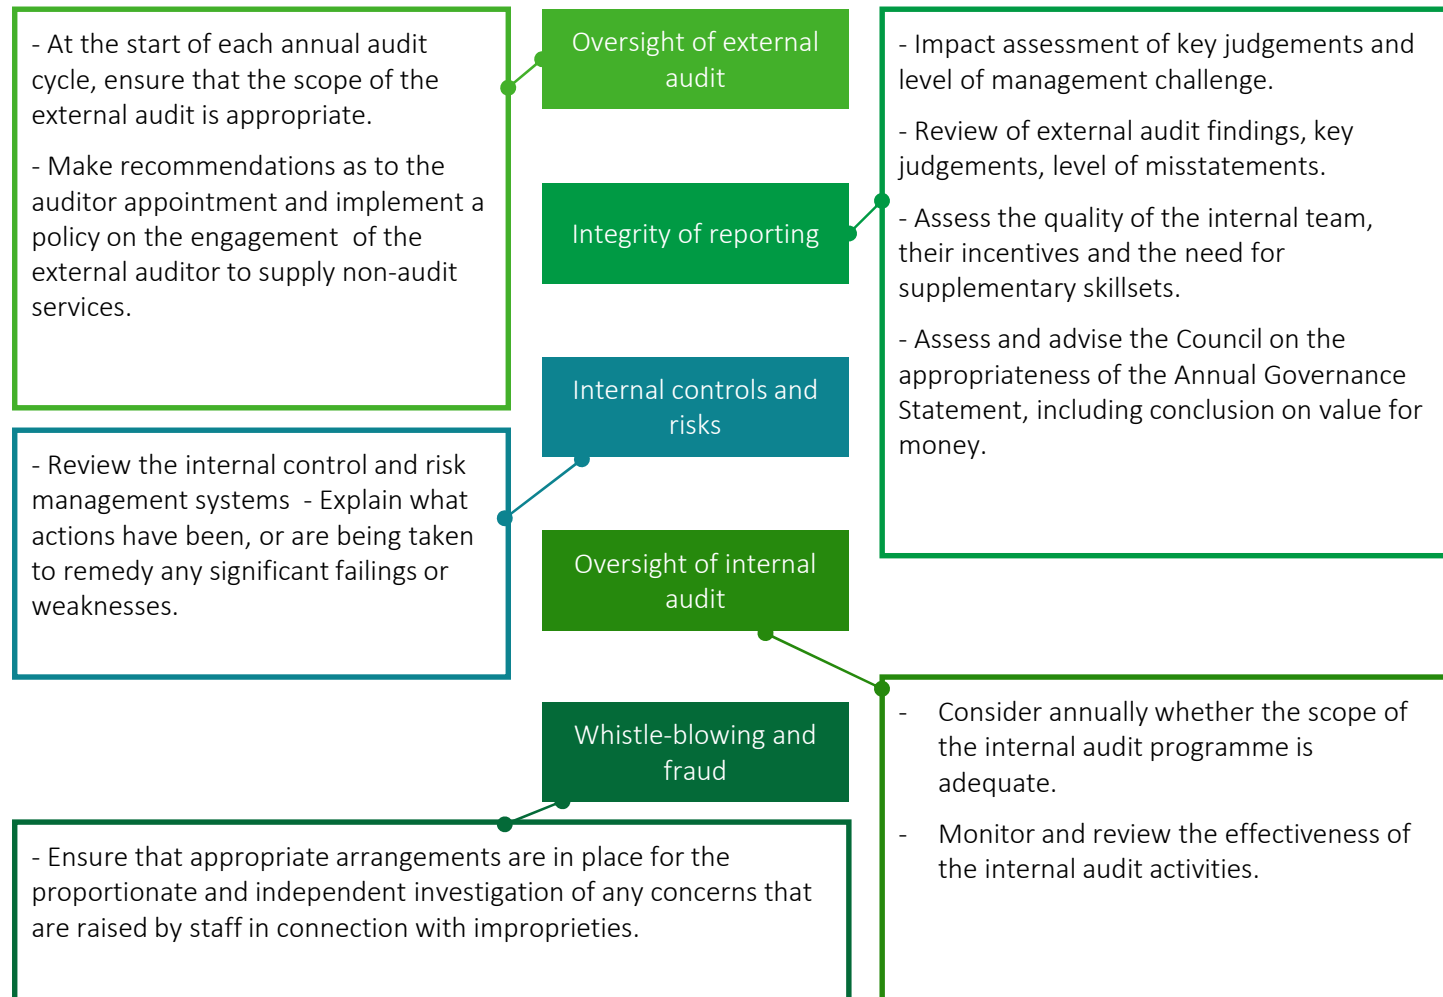 Oversight of external
audit
- At the start of each annual audit
cycle, ensure that the scope of the
external audit is appropriate.
- Make recommendations as to the
auditor appointment and implement a
policy on the engagement  of the
external auditor to supply non-audit
services.
Integrity of reporting
- Impact assessment of key judgements and
level of management challenge.
- Review of external audit findings, key
judgements, level of misstatements.
- Assess the quality of the internal team,
their incentives and the need for
supplementary skillsets.
- Assess and advise the Council on the
appropriateness of the Annual Governance
Statement, including conclusion on value for
money.
Internal controls and
risks
- Review the internal control and risk
management systems  - Explain what
actions have been, or are being taken
to remedy any significant failings or
weaknesses.
Oversight of internal
audit
- Consider annually whether the scope of
the internal audit programme is
adequate.
- Monitor and review the effectiveness of
the internal audit activities.
Whistle-blowing and
fraud
- Ensure that appropriate arrangements are in place for the
proportionate and independent investigation of any concerns that
are raised by staff in connection with improprieties.